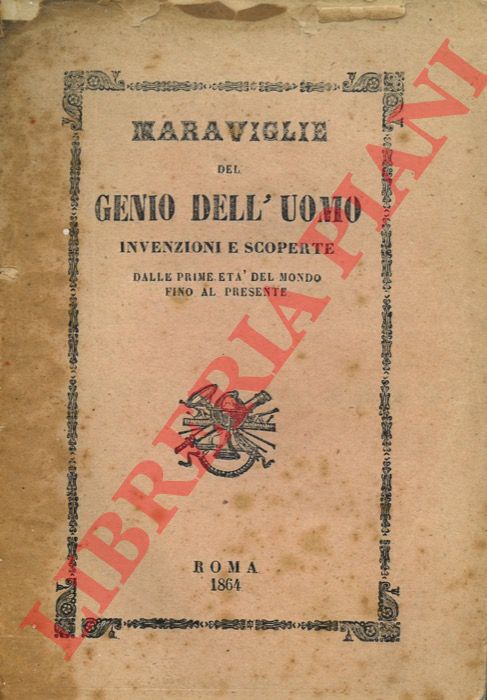 MARAVIGLIE
DEL
GENIO DELL' UOMO
INVENZIONI E SCOPERTE
DALLE PRIME ETA' DEL MONDO
FINO AL PRESENTE
ROMA
1864
LIBRERIA PIANI